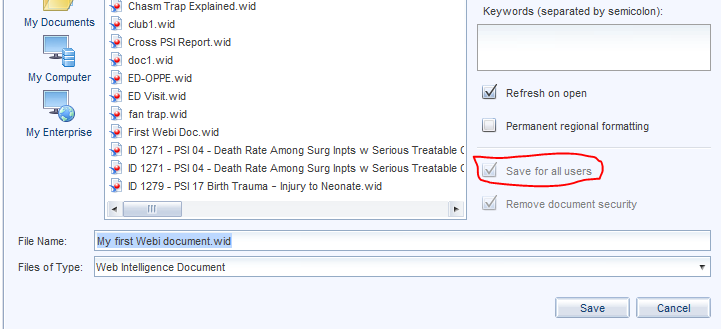 My Documents
My Computer
My Enterprise
Chasm Trap Explained.wid
club1.wid
Cross PSI Report.wid
doc1.wid
ED-OPPE.wid
ED Visit.wid
fan trap.wid
First Webi Doc.wid
ID 1271 - PSI 04 - Death Rate Among Surg Inpts w Serious Treatable
ID 1271 - PSI 04 - Death Rate Among Surg Inpts w Serious Treatable
ID 1279 - PSI 17 Birth Trauma - Injury to Neonate.wid
Keywords (separated by semicolon):
Refresh on open
Permanent regional formatting
Save for all users
Remove document security
File Name: My first Webi document.wid
Files of Type: Web Intelligence Document
Save Cancel